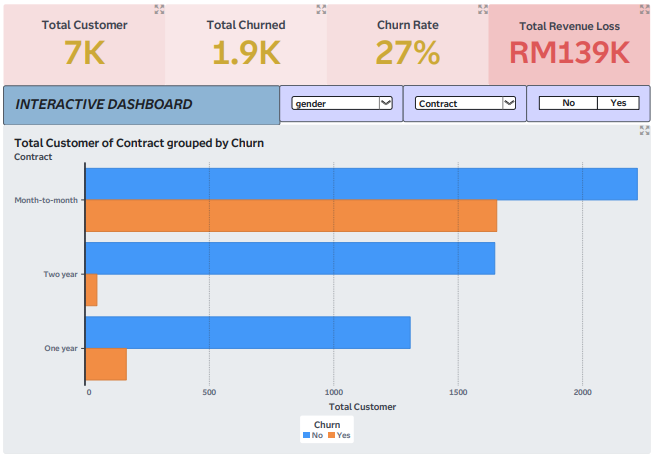 Total Customer
7K
Total Churned
1.9K
Churn Rate
27%
Total Revenue Loss
RM139K
INTERACTIVE DASHBOARD
gender
Contract
No Yes
Total Customer of Contract grouped by Churn
Contract
Month-to-month
Two year
One year
0 500 1000 1500 2000
Total Customer
Churn
No Yes